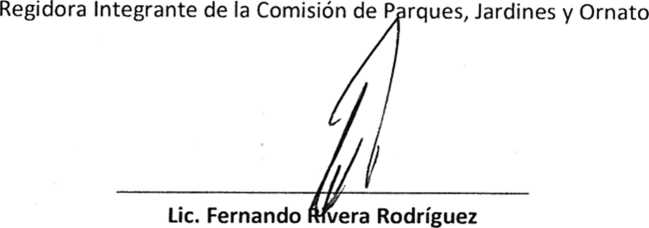 Regidora Integrante de la Comisión de Parques, Jardines y Ornato
Lic. Fernando Rivera Rodríguez